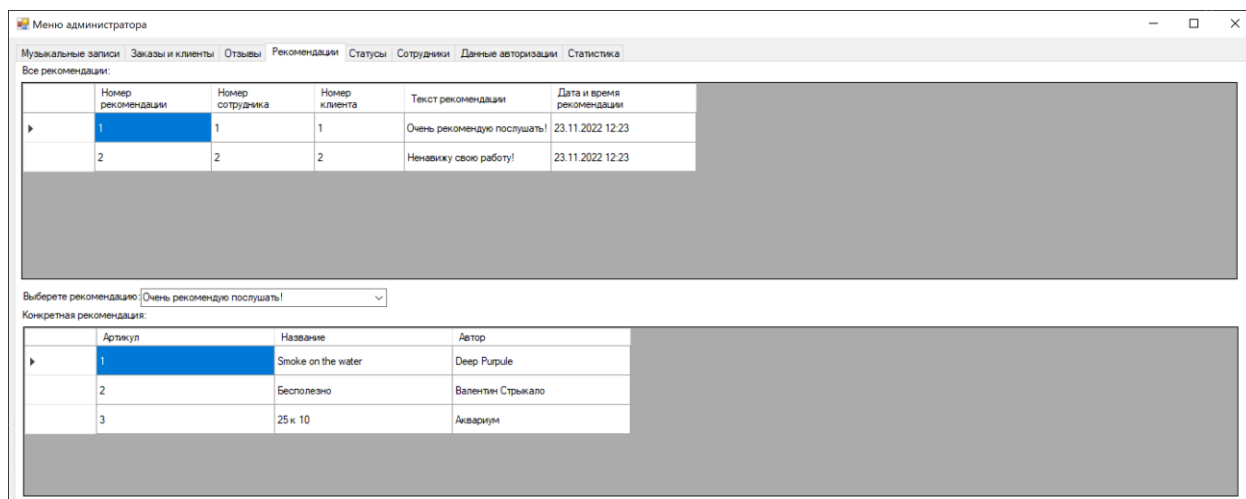 Меню администратора
Музыкальные записи Заказы и клиенты Отзывы Рекомендации Статусы Сотрудники Данные авторизации Статистика
Все рекомендации:
Номер рекомендации Номер сотрудника Номер клиента Текст рекомендации Дата и время рекомендации
1 1 1 Очень рекомендую послушать! 23.11.2022 12:23
2 2 2 Ненавижу свою работу! 23.11.2022 12:23
Выберете рекомендацию: Очень рекомендую послушать!
Конкретная рекомендация:
Артикул Название Автор
1 Smoke on the water Deep Purpule
2 Бесполезно Валентин Стрыкало
3 25 к 10 Аквариум